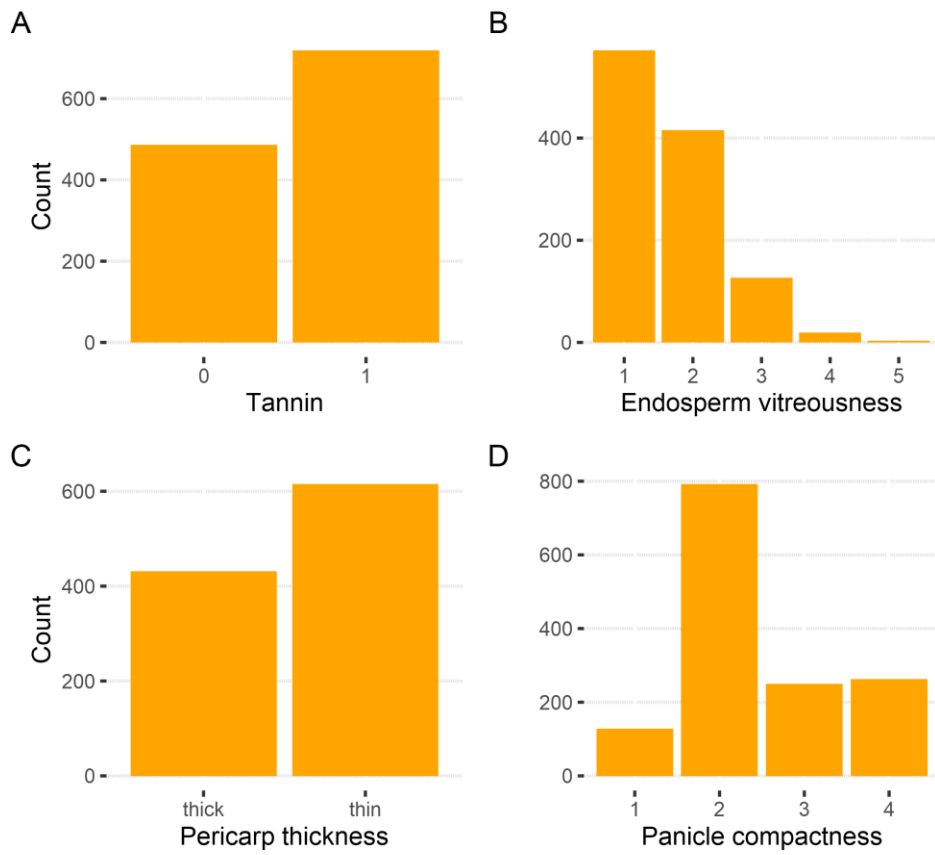 A
Count
600
400
200
0
0 1
Tannin
B
400
200
0
1 2 3 4 5
Endosperm vitreousness
C
Count
600
400
200
0
thick thin
Pericarp thickness
D
800
600
400
200
0
1 2 3 4
Panicle compactness